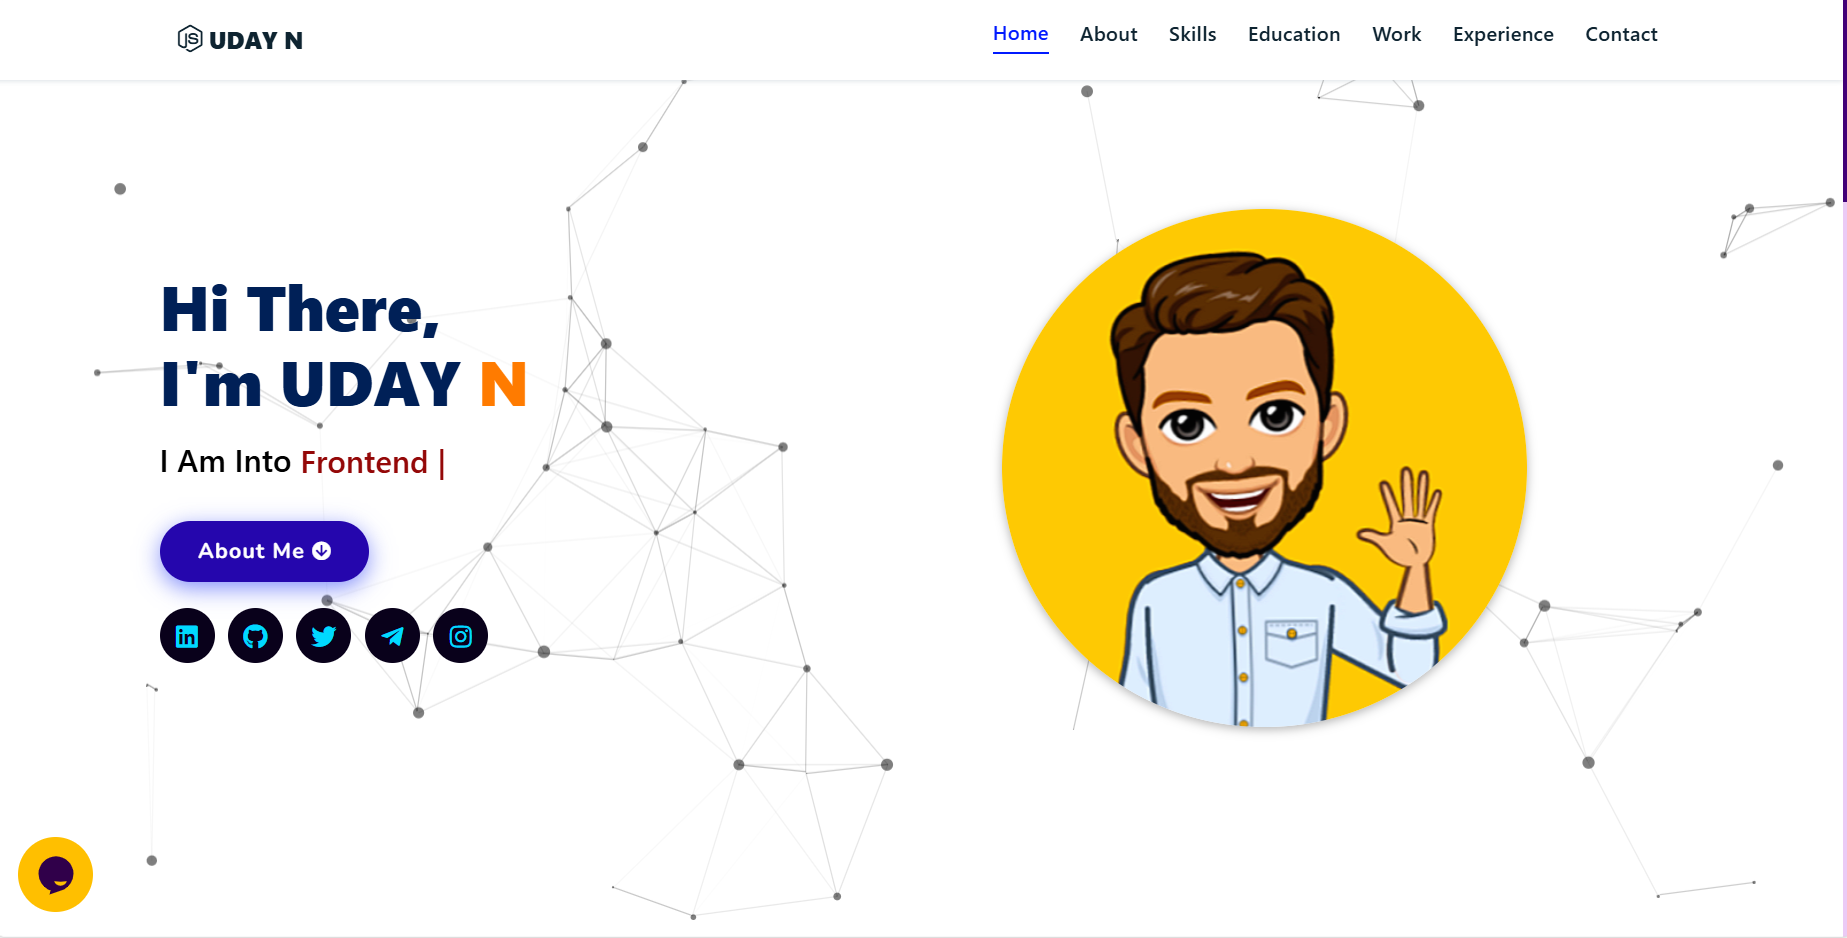 UDAY N
Home About Skills Education Work Experience Contact
Hi There,
I'm UDAY N
I Am Into Frontend |
About Me